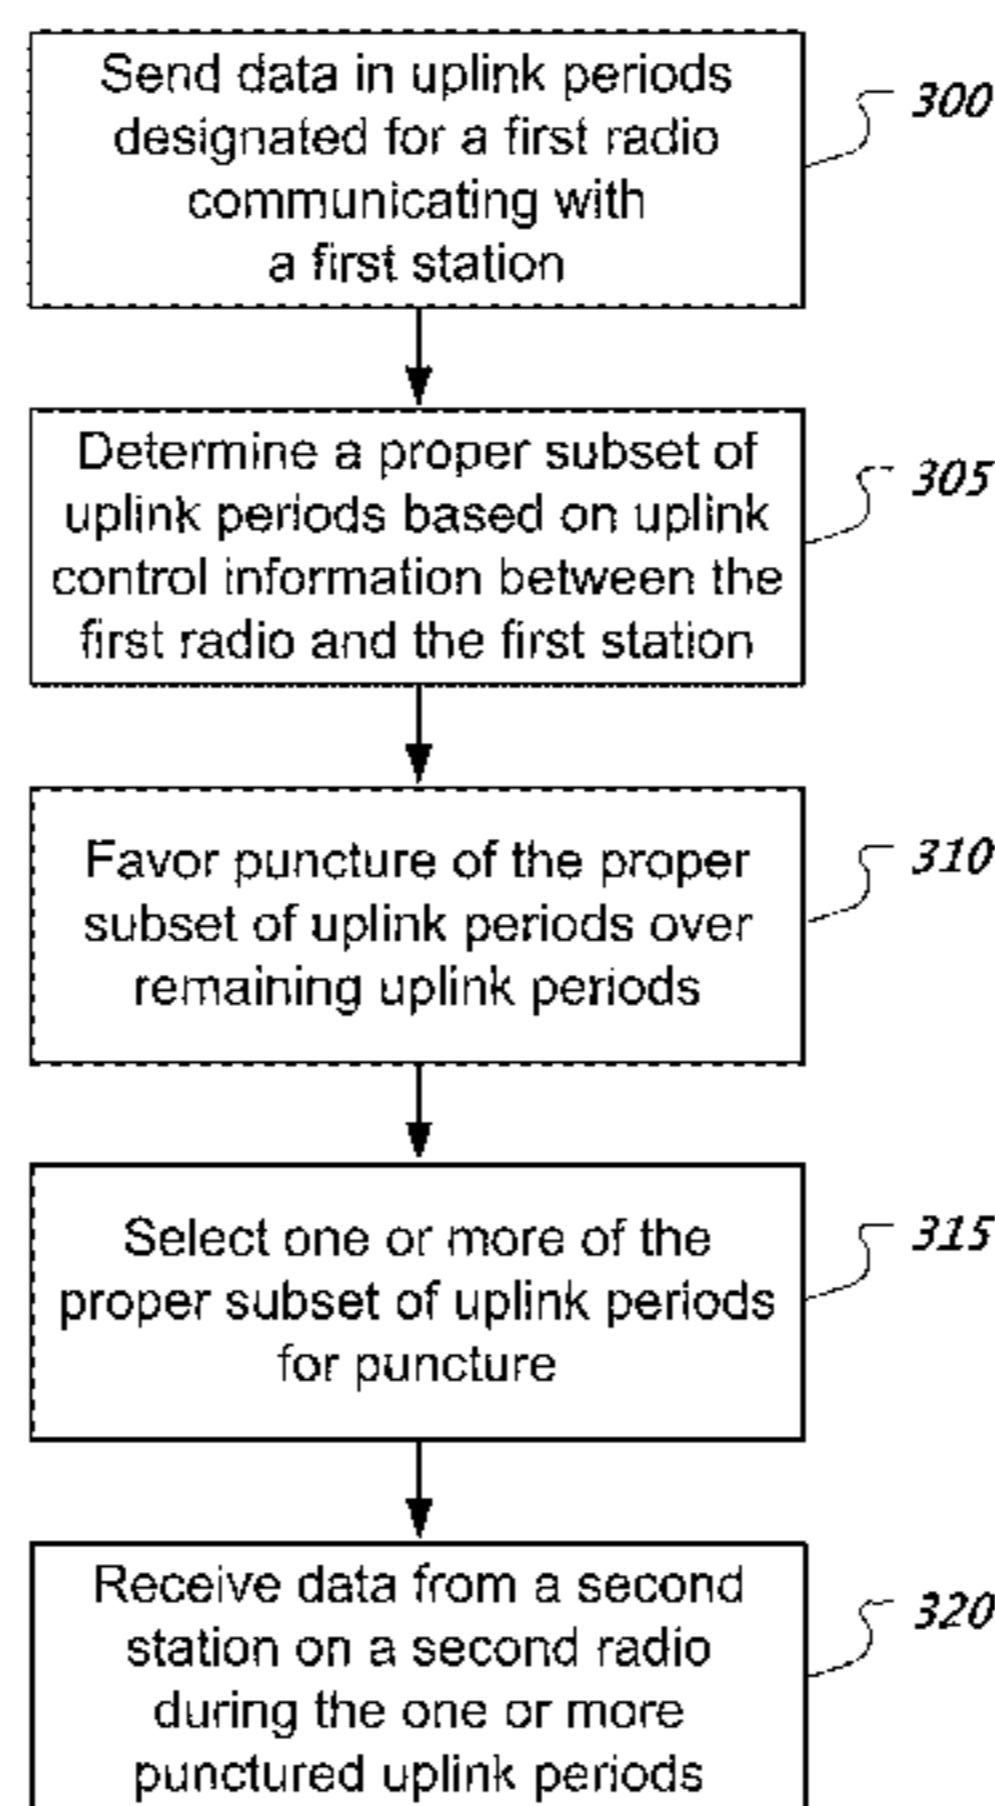 Send data in uplink periods
designated for a first radio
communicating with
a first station
300
Determine a proper subset of
uplink periods based on uplink
control information between the
first radio and the first station
305
Favor puncture of the proper
subset of uplink periods over
remaining uplink periods
310
Select one or more of the
proper subset of uplink periods
for puncture
315
Receive data from a second
station on a second radio
during the one or more
punctured uplink periods
320